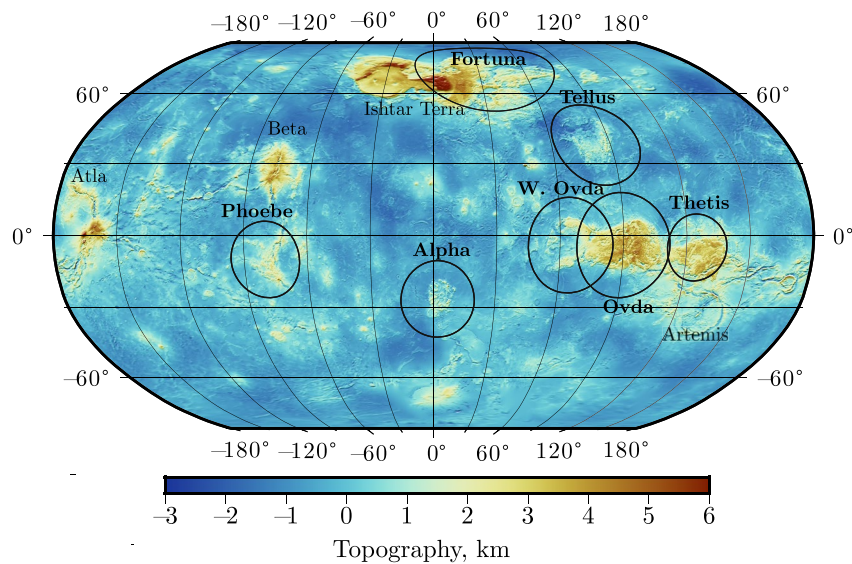 –180° –120° –60° 0° 60° 120° 180°
Fortuna
60° Ishtar Terra Tellus 60°
Beta
Atla W. Ovda
Phoebe Thetis
0° Alpha 0°
Ovda
Artemis
–60° –60°
–180° –120° –60° 0° 60° 120° 180°
–3 –2 –1 0 1 2 3 4 5 6
Topography, km